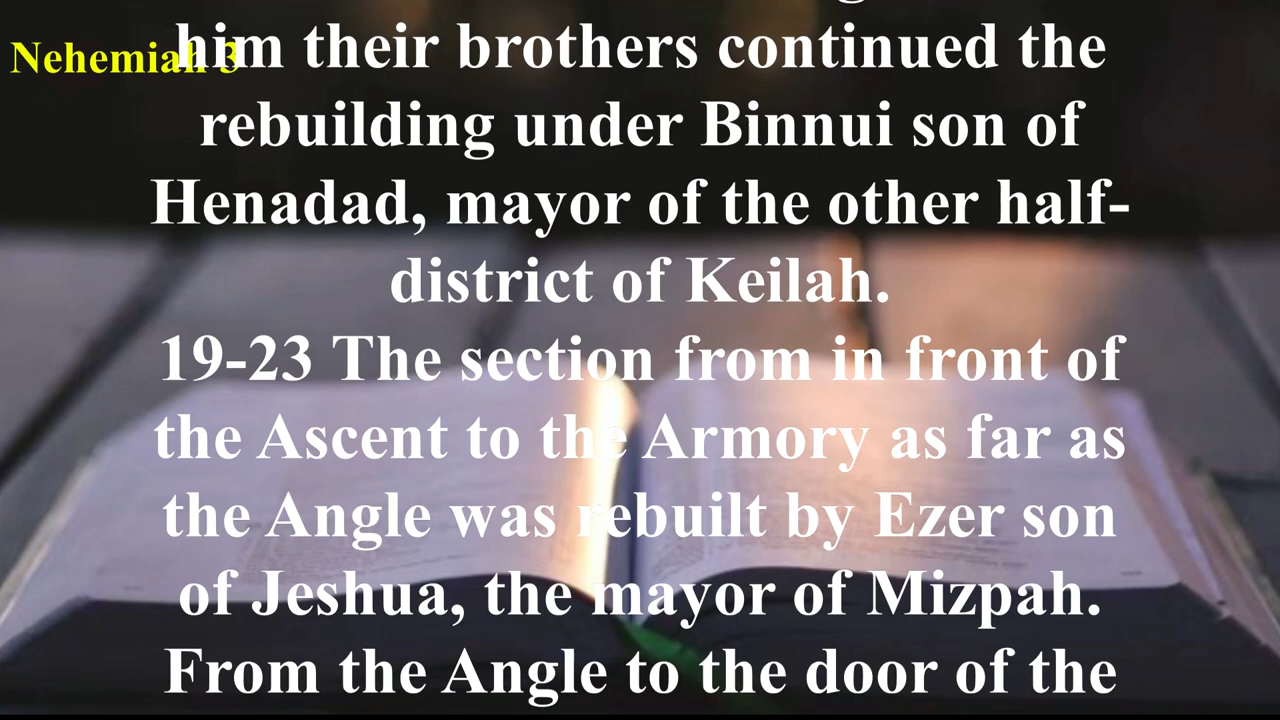 Nehemiah 3
him their brothers continued the
rebuilding under Binnui son of
Henadad, mayor of the other half-
district of Keilah.
19-23 The section from in front of
the Ascent to the Armory as far as
the Angle was rebuilt by Ezer son
of Jeshua, the mayor of Mizpah.
From the Angle to the door of the